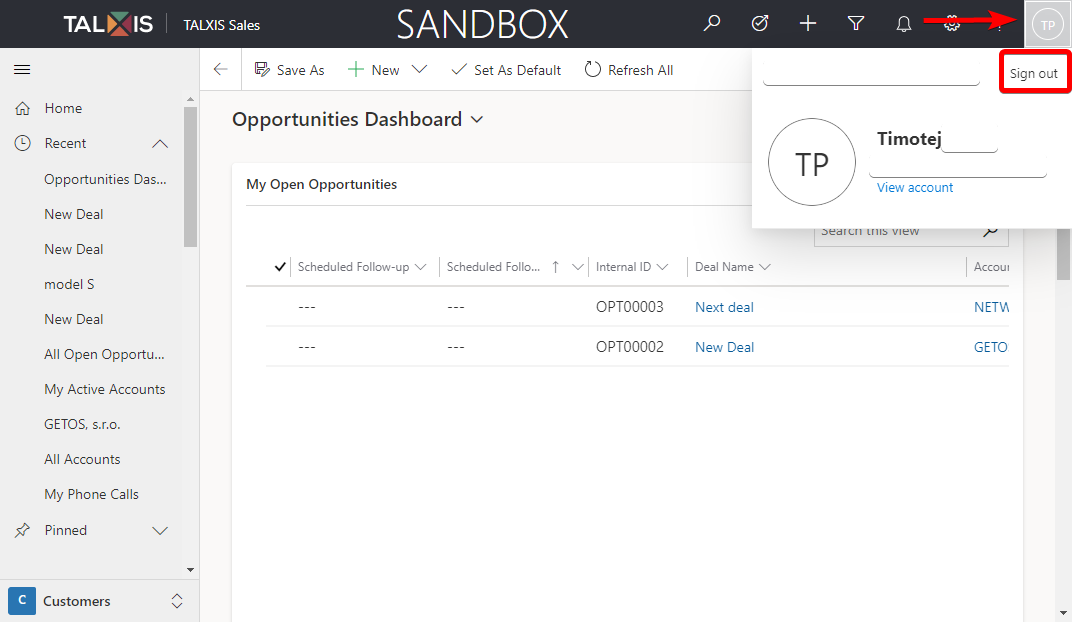 TALXIS TALXIS Sales SANDBOX TP
Save As New Set As Default Refresh All
Sign out
TP
Timotej
View account
Home
Recent
Opportunities Das...
New Deal
New Deal
model S
New Deal
All Open Opportu...
My Active Accounts
GETOS, s.r.o.
All Accounts
My Phone Calls
Pinned
C Customers
Opportunities Dashboard
My Open Opportunities
Search this view
Scheduled Follow-up Scheduled Follo... Internal ID Deal Name Accour
--- --- OPT00003 Next deal NETW
--- --- OPT00002 New Deal GETO